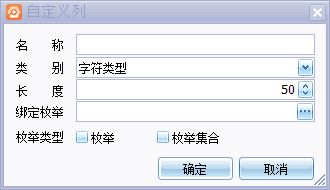 自定义列
名 称
类 别 字符类型
长 度 50
绑定枚举 ...
枚举类型 枚举 枚举集合
确定 取消